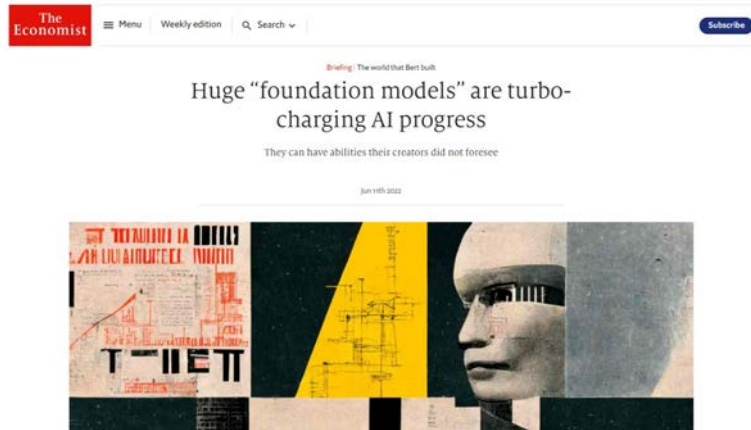 The
Economist
Menu
Weekly edition
Search
Subscribe
Briefing | The world that Bert built
Huge “foundation models” are turbo-
charging AI progress
They can have abilities their creators did not foresee
Jun 11th 2022